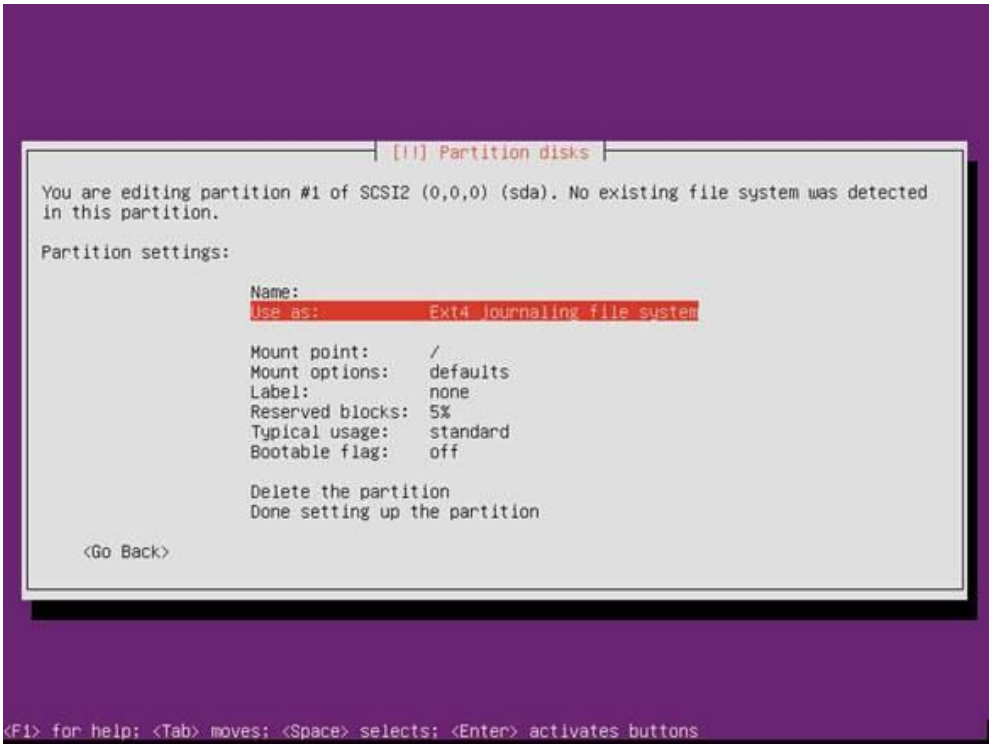 [!!] Partition disks
You are editing partition #1 of SCSI2 (0,0,0) (sda). No existing file system was detected
in this partition.
Partition settings:
Name:
Use as: Ext4 journaling file system
Mount point: /
Mount options: defaults
Label: none
Reserved blocks: 5%
Typical usage: standard
Bootable flag: off
Delete the partition
Done setting up the partition
<Go Back>
<F1> for help; <Tab> moves; <Space> selects; <Enter> activates buttons